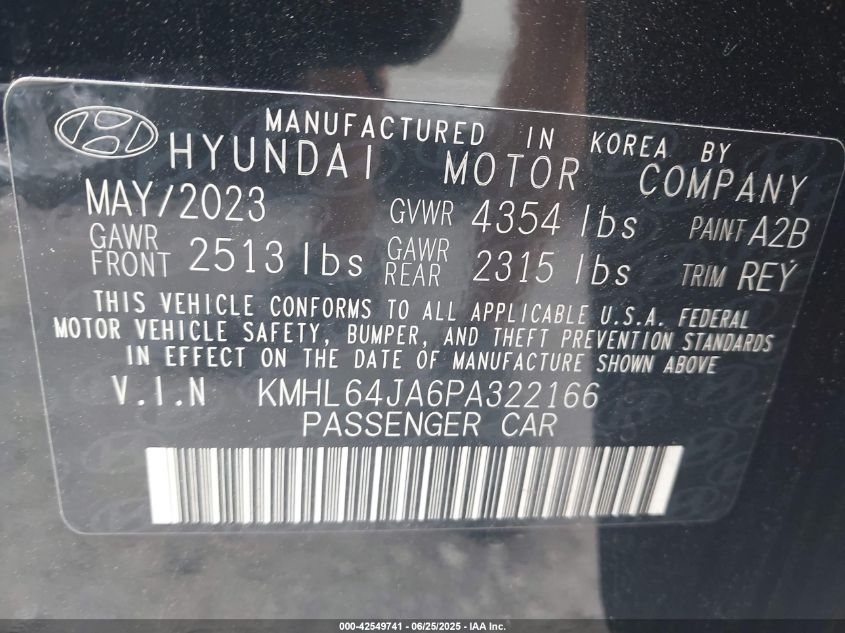 MANUFACTURED IN KOREA BY
HYUNDAI MOTOR COMPANY
MAY/2023 GVWR 4354 lbs PAINT A2B
GAWR FRONT 2513 lbs GAWR REAR 2315 lbs TRIM REY
THIS VEHICLE CONFORMS TO ALL APPLICABLE U.S.A. FEDERAL
MOTOR VEHICLE SAFETY, BUMPER, AND THEFT PREVENTION STANDARDS
IN EFFECT ON THE DATE OF MANUFACTURE SHOWN ABOVE
V.I.N KMHL64JA6PA322166
PASSENGER CAR
000-42549741 - 06/25/2025 - IAA Inc.